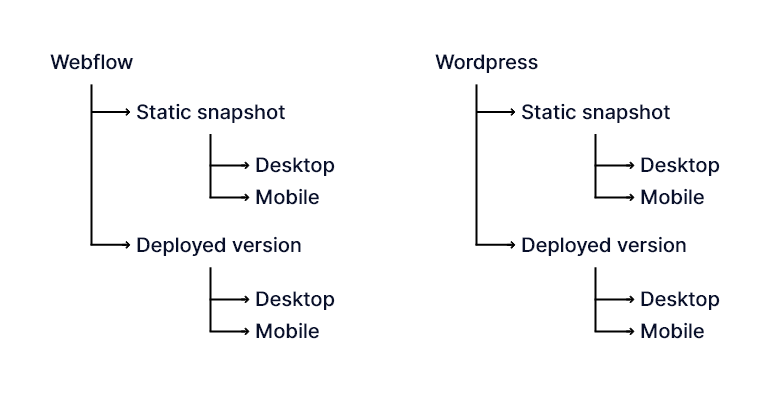 Webflow
Static snapshot
Desktop
Mobile
Deployed version
Desktop
Mobile
Wordpress
Static snapshot
Desktop
Mobile
Deployed version
Desktop
Mobile